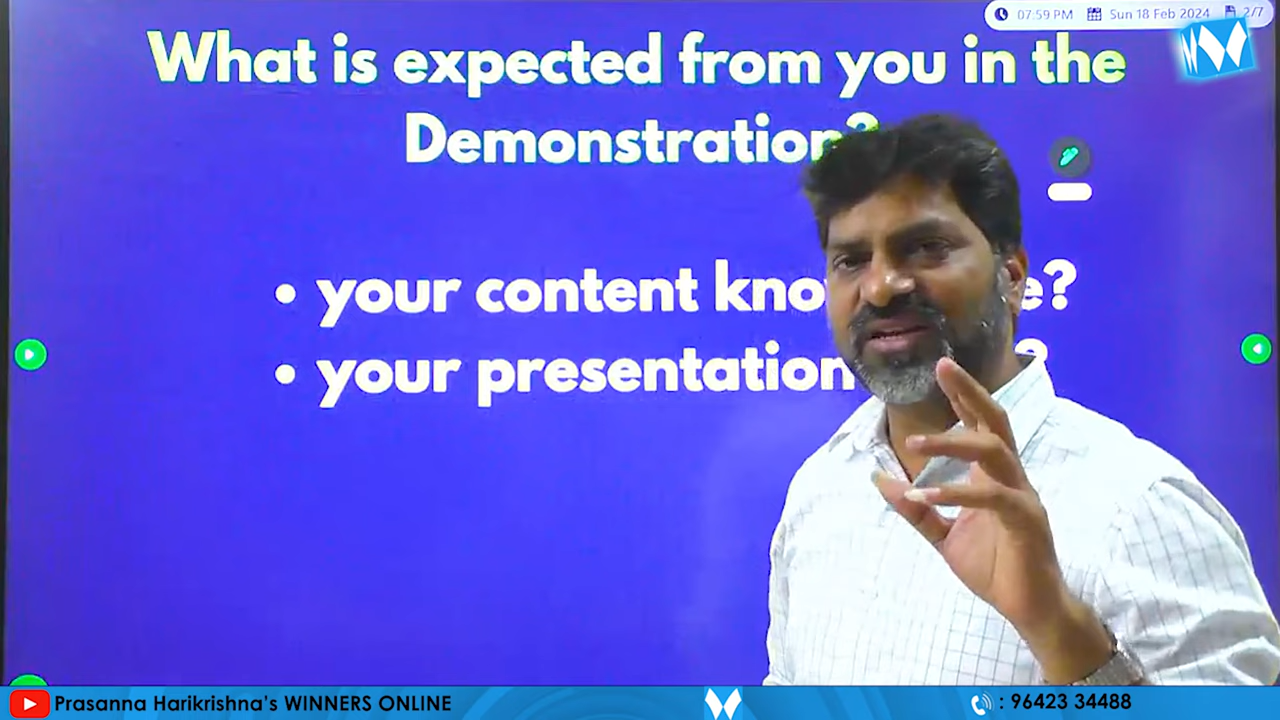 07:59 PM Sun 18 Feb 2024 2/7
What is expected from you in the
Demonstration?
• your content
• your presentation
Prasanna Harikrishna's WINNERS ONLINE
W
: 96423 34488